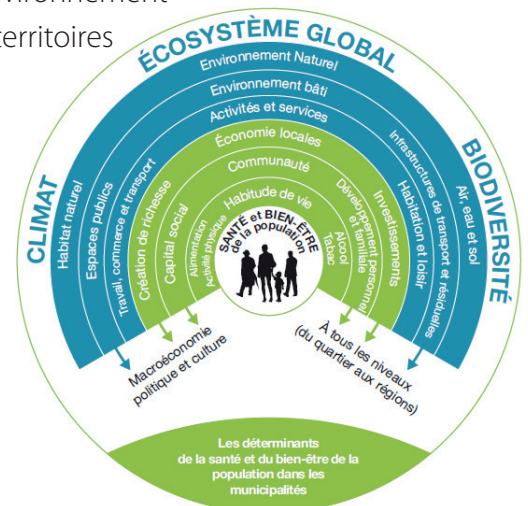 vironnement
territoires
ÉCOSYSTÈME GLOBAL
CLIMAT
BIODIVERSITÉ
Environnement Naturel
Habitat naturel
Air, eau et sol
Environnement bâti
Espaces publics
Infrastructures de transport et résiduelles
Activités et services
Travail, commerce et transport
Habitation et loisir
Économie locales
Création de richesse
Investissements
Communauté
Capital social
Développement personnel
et familiale
Habitude de vie
Alimentation
Activité physique
Alcool
Tabac
SANTÉ et BIEN-ÊTRE
de la population
Macroéconomie
politique et culture
À tous les niveaux
(du quartier aux
régions)
Les déterminants
de la santé et du bien-être de la
population dans les
municipalités